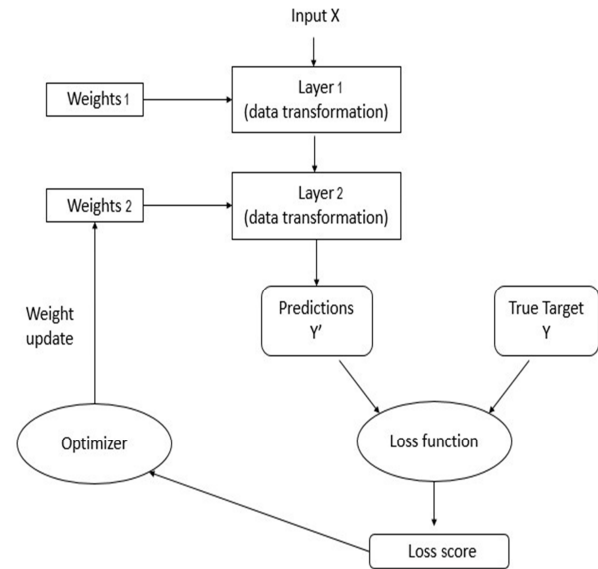 Input X
Weights 1
Layer 1
(data transformation)
Weights 2
Layer 2
(data transformation)
Weight
update
Predictions
Y'
True Target
Y
Optimizer
Loss function
Loss score